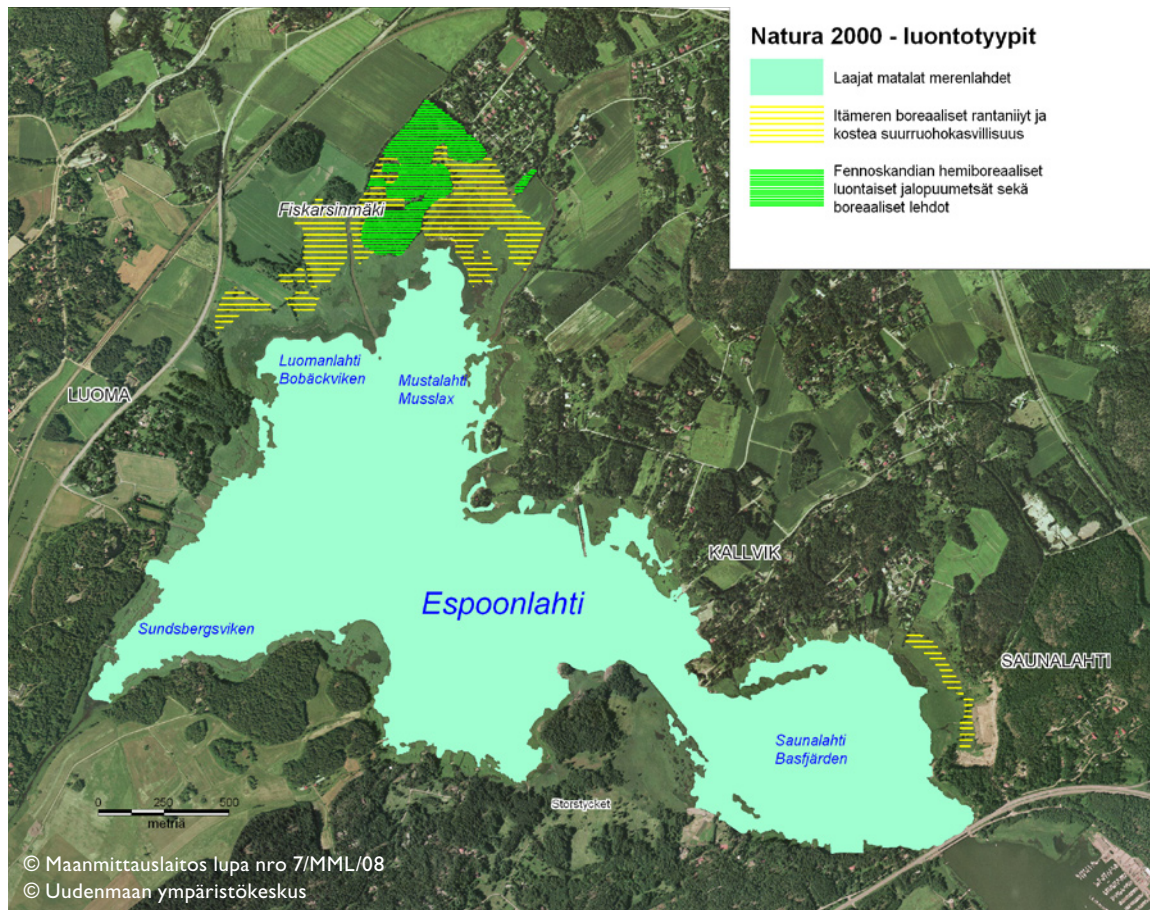 Natura 2000 - luontotyypit
Laajat matalat merenlahdet
Itämeren boreaaliset rantaniiyt ja
kostea suurruohokasvillisuus
Fennoskandian hemiboreaaliset
luontaiset jalopuumetsät sekä
boreaaliset lehdot
Fiskarsinmäki
LUOMA
Luomanlahti
Bobäckviken
Mustalahti
Musslax
KALLVIK
Espoonlahti
Sundsbergsviken
SAUNALAHTI
Saunalahti
Basfjärden
Storstycket
0 250 500
metriä
© Maanmittauslaitos lupa nro 7/MML/08
© Uudenmaan ympäristökeskus